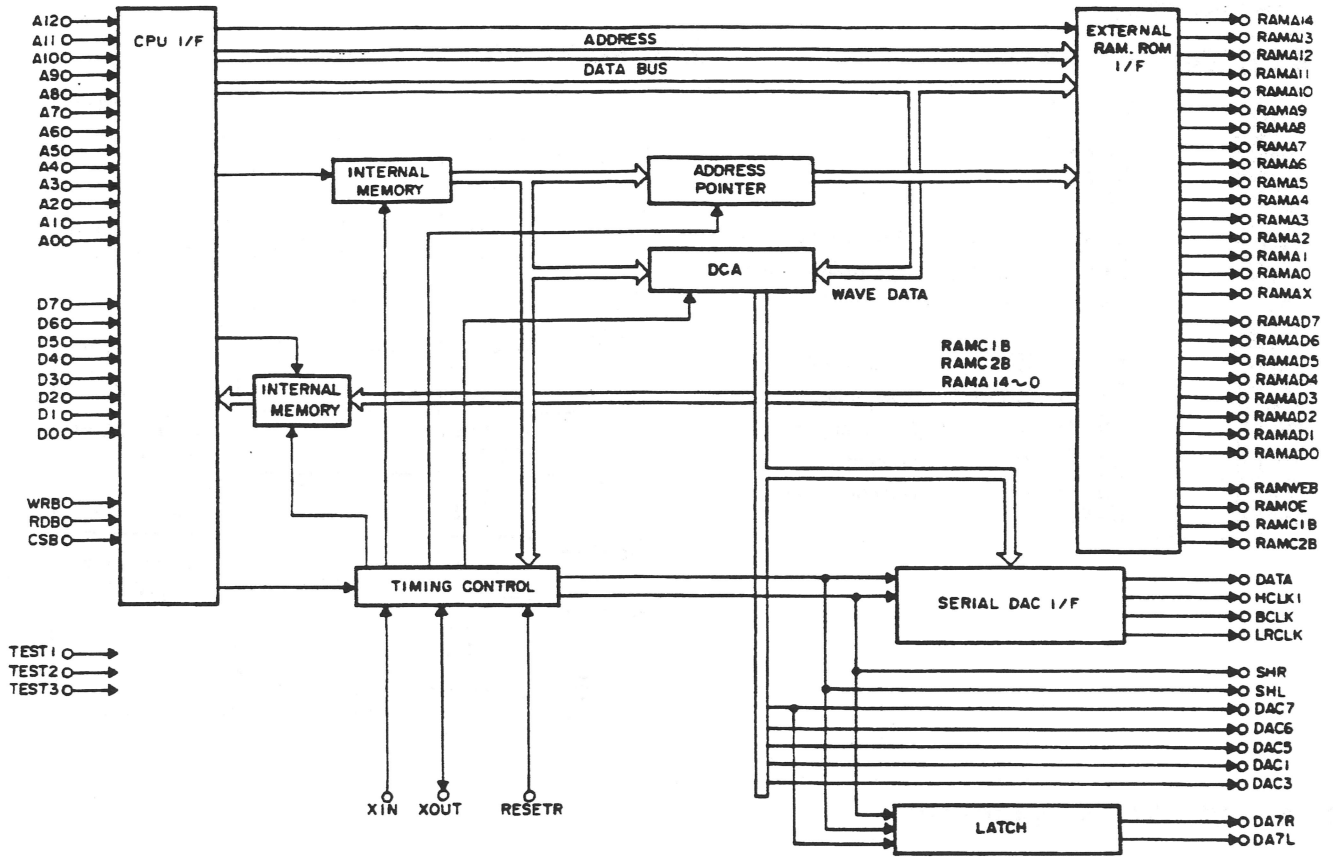 A12
A11
A10
A9
A8
A7
A6
A5
A4
A3
A2
A1
A0
D7
D6
D5
D4
D3
D2
D1
D0
WRB
RDB
CSB
TEST1
TEST2
TEST3
CPU I/F
ADDRESS
DATA BUS
INTERNAL
MEMORY
ADDRESS
POINTER
DCA
WAVE DATA
INTERNAL
MEMORY
RAMC1B
RAMC2B
RAMA14~0
TIMING CONTROL
XIN
XOUT
RESETR
EXTERNAL
RAM. ROM
I/F
SERIAL DAC I/F
LATCH
RAMA14
RAMA13
RAMA12
RAMA11
RAMA10
RAMA9
RAMA8
RAMA7
RAMA6
RAMA5
RAMA4
RAMA3
RAMA2
RAMA1
RAMA0
RAMAX
RAMAD7
RAMAD6
RAMAD5
RAMAD4
RAMAD3
RAMAD2
RAMAD1
RAMAD0
RAMWEB
RAMOE
RAMC1B
RAMC2B
DATA
HCLK1
BCLK
LRCLK
SHR
SHL
DAC7
DAC6
DAC5
DAC1
DAC3
DA7R
DA7L